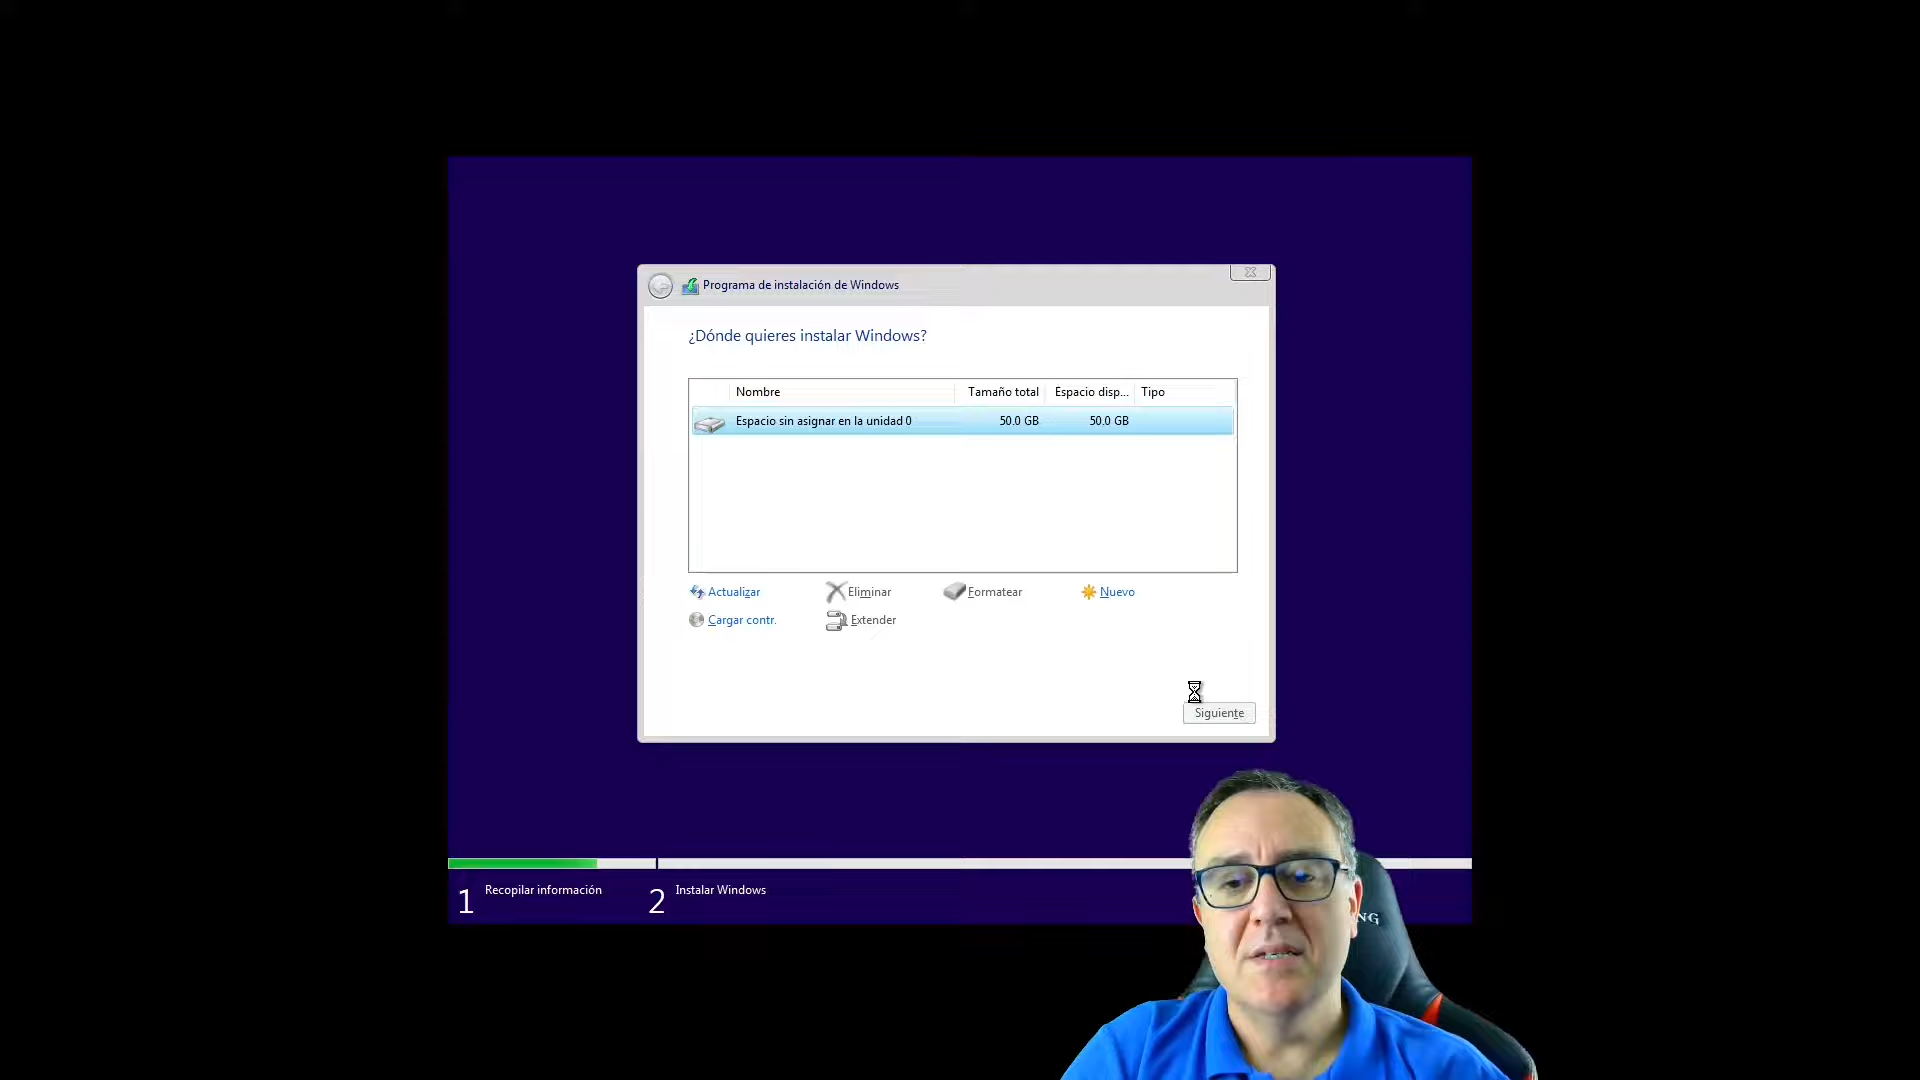 Programa de instalación de Windows
¿Dónde quieres instalar Windows?
Nombre Tamaño total Espacio disp... Tipo
Espacio sin asignar en la unidad 0 50.0 GB 50.0 GB
Actualizar Eliminar Formatear Nuevo
Cargar contr. Extender
Siguiente
1 Recopilar información 2 Instalar Windows